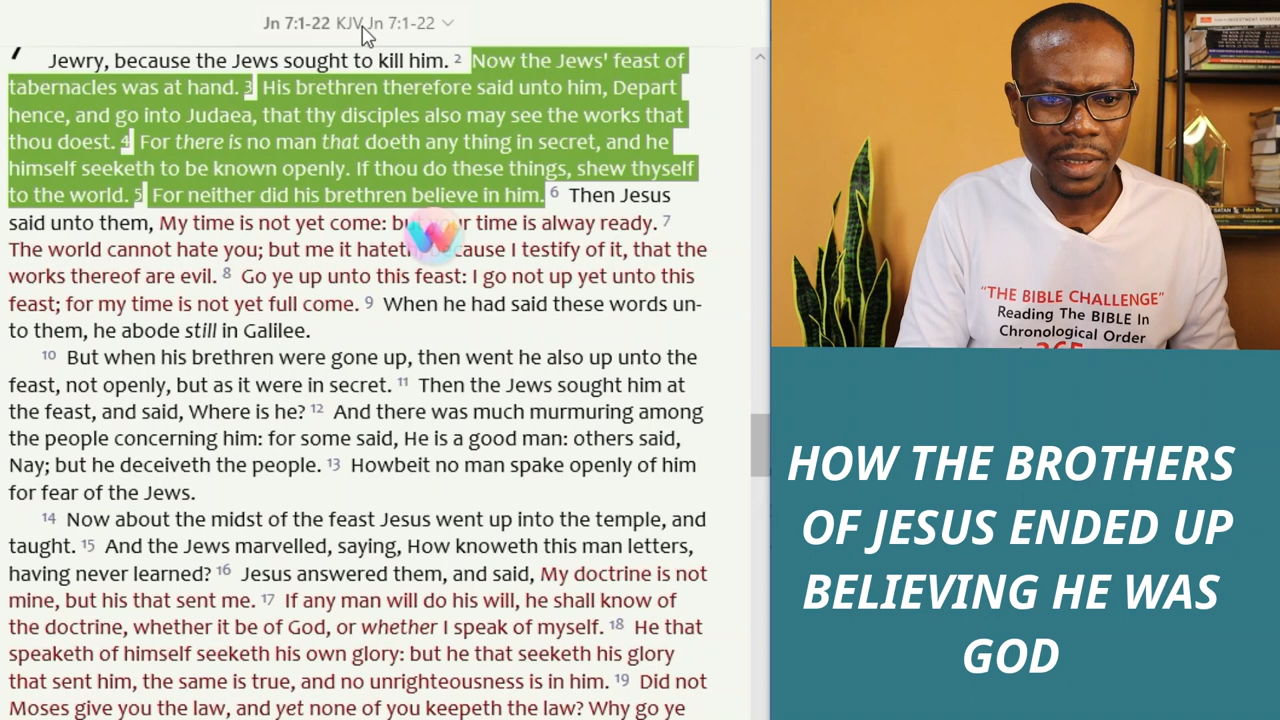 Jn 7:1-22 KJV Jn 7:1-22
7 Jewry, because the Jews sought to kill him. 2 Now the Jews' feast of
tabernacles was at hand. 3 His brethren therefore said unto him, Depart
hence, and go into Judaea, that thy disciples also may see the works that
thou doest. 4 For there is no man that doeth any thing in secret, and he
himself seeketh to be known openly. If thou do these things, shew thyself
to the world. 5 For neither did his brethren believe in him. 6 Then Jesus
said unto them, My time is not yet come: but your time is alway ready. 7
The world cannot hate you; but me it hateth, because I testify of it, that the
works thereof are evil. 8 Go ye up unto this feast: I go not up yet unto this
feast; for my time is not yet full come. 9 When he had said these words un-
to them, he abode still in Galilee.
10 But when his brethren were gone up, then went he also up unto the
feast, not openly, but as it were in secret. 11 Then the Jews sought him at
the feast, and said, Where is he? 12 And there was much murmuring among
the people concerning him: for some said, He is a good man: others said,
Nay; but he deceiveth the people. 13 Howbeit no man spake openly of him
for fear of the Jews.
14 Now about the midst of the feast Jesus went up into the temple, and
taught. 15 And the Jews marvelled, saying, How knoweth this man letters,
having never learned? 16 Jesus answered them, and said, My doctrine is not
mine, but his that sent me. 17 If any man will do his will, he shall know of
the doctrine, whether it be of God, or whether I speak of myself. 18 He that
speaketh of himself seeketh his own glory: but he that seeketh his glory
that sent him, the same is true, and no unrighteousness is in him. 19 Did not
Moses give you the law, and yet none of you keepeth the law? Why go ye
"THE BIBLE CHALLENGE"
Reading The BIBLE In
Chronological Order
365
HOW THE BROTHERS
OF JESUS ENDED UP
BELIEVING HE WAS
GOD